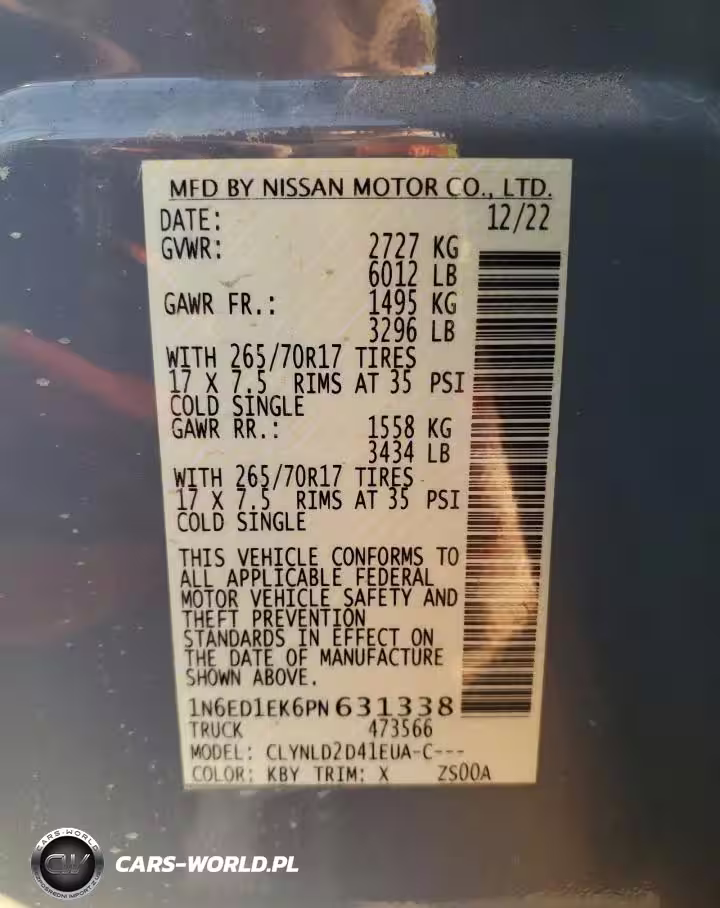 MFD BY NISSAN MOTOR CO., LTD.
DATE: 12/22
GVWR: 2727 KG
6012 LB
GAWR FR.: 1495 KG
3296 LB
WITH 265/70R17 TIRES
17 X 7.5 RIMS AT 35 PSI
COLD SINGLE
GAWR RR.: 1558 KG
3434 LB
WITH 265/70R17 TIRES
17 X 7.5 RIMS AT 35 PSI
COLD SINGLE
THIS VEHICLE CONFORMS TO
ALL APPLICABLE FEDERAL
MOTOR VEHICLE SAFETY AND
THEFT PREVENTION
STANDARDS IN EFFECT ON
THE DATE OF MANUFACTURE
SHOWN ABOVE.
1N6ED1EK6PN631338
TRUCK 473566
MODEL: CLYNLD2D41EUA-C---
COLOR: KBY TRIM: X ZS00A
CARS-WORLD
CARS-WORLD.PL